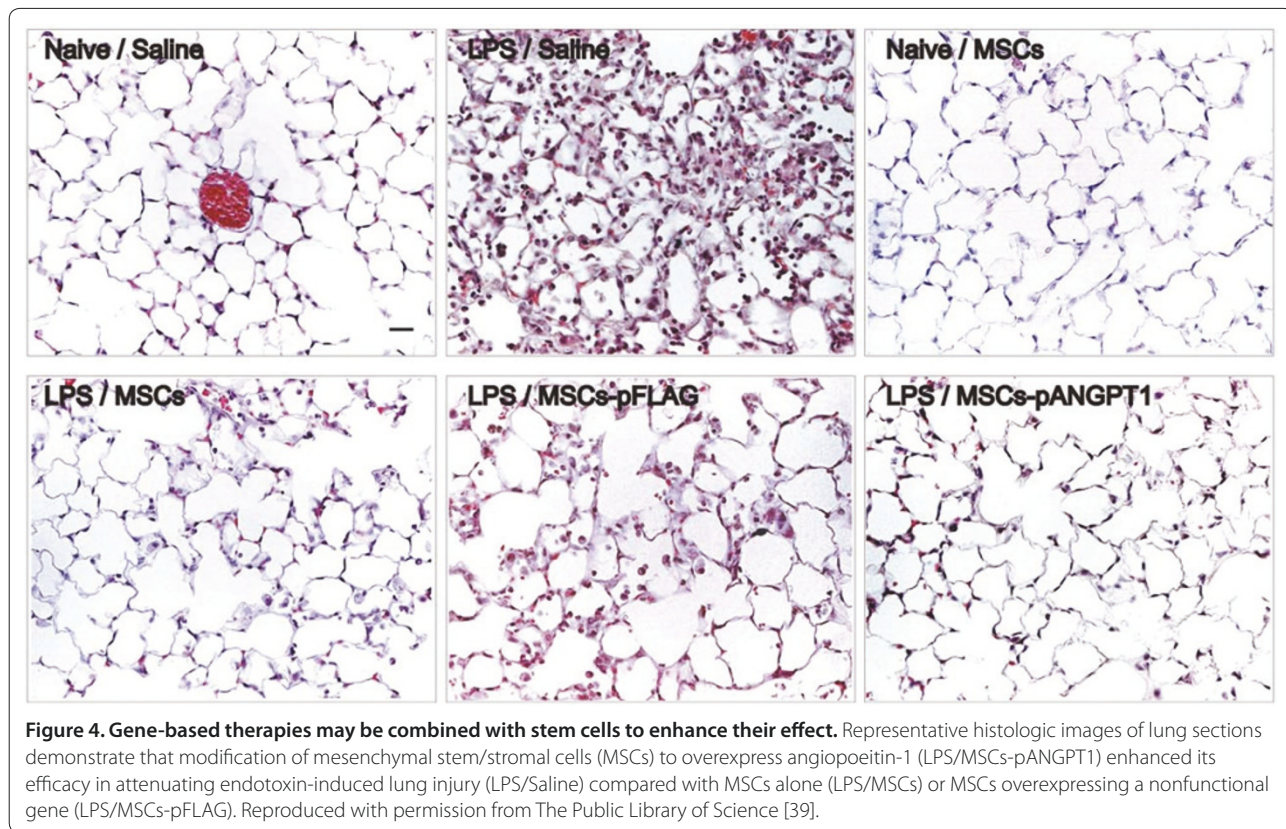 Naive / Saline
LPS / Saline
Naive / MSCs
LPS / MSCs
LPS / MSCs-pFLAG
LPS / MSCs-pANGPT1
Figure 4. Gene-based therapies may be combined with stem cells to enhance their effect. Representative histologic images of lung sections
demonstrate that modification of mesenchymal stem/stromal cells (MSCs) to overexpress angiopoeitin-1 (LPS/MSCs-pANGPT1) enhanced its
efficacy in attenuating endotoxin-induced lung injury (LPS/Saline) compared with MSCs alone (LPS/MSCs) or MSCs overexpressing a nonfunctional
gene (LPS/MSCs-pFLAG). Reproduced with permission from The Public Library of Science [39].